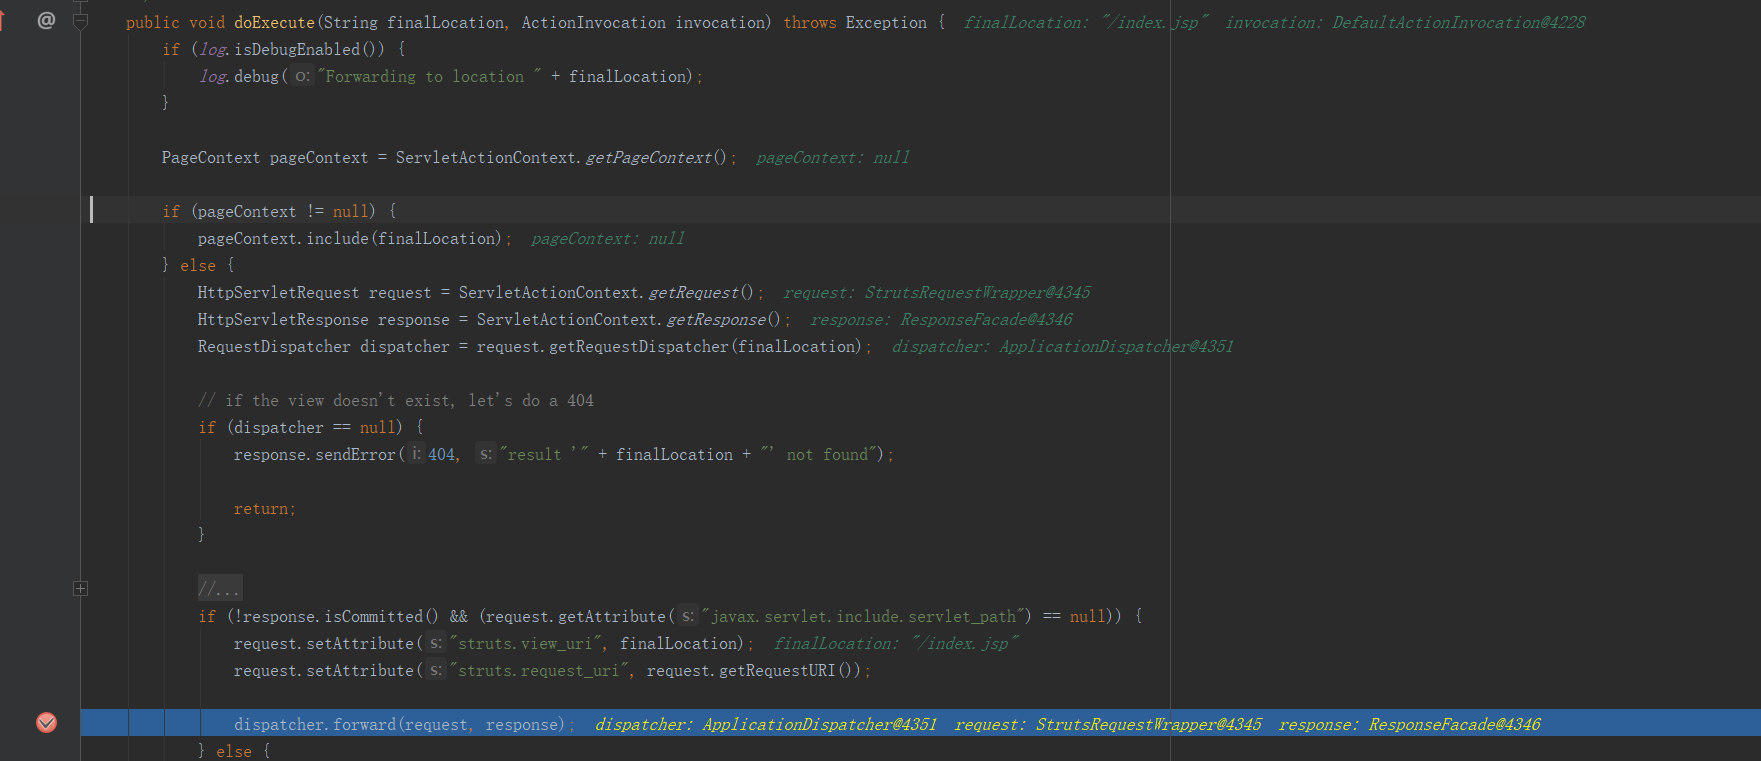 @ public void doExecute(String finalLocation, ActionInvocation invocation) throws Exception { finalLocation: "/index.jsp" invocation: DefaultActionInvocation@4228
if (log.isDebugEnabled()) {
log.debug( o: "Forwarding to location " + finalLocation);
}
PageContext pageContext = ServletActionContext.getPageContext(); pageContext: null
if (pageContext != null) {
pageContext.include(finalLocation); pageContext: null
} else {
HttpServletRequest request = ServletActionContext.getRequest(); request: StrutsRequestWrapper@4345
HttpServletResponse response = ServletActionContext.getResponse(); response: ResponseFacade@4346
RequestDispatcher dispatcher = request.getRequestDispatcher(finalLocation); dispatcher: ApplicationDispatcher@4351
// if the view doesn't exist, let's do a 404
if (dispatcher == null) {
response.sendError( i: 404, s: "result '" + finalLocation + "' not found");
return;
}
//...
if (!response.isCommitted() && (request.getAttribute( s: "javax.servlet.include.servlet_path") == null)) {
request.setAttribute( s: "struts.view_uri", finalLocation); finalLocation: "/index.jsp"
request.setAttribute( s: "struts.request_uri", request.getRequestURI());
dispatcher.forward(request, response); dispatcher: ApplicationDispatcher@4351 request: StrutsRequestWrapper@4345 response: ResponseFacade@4346
} else {